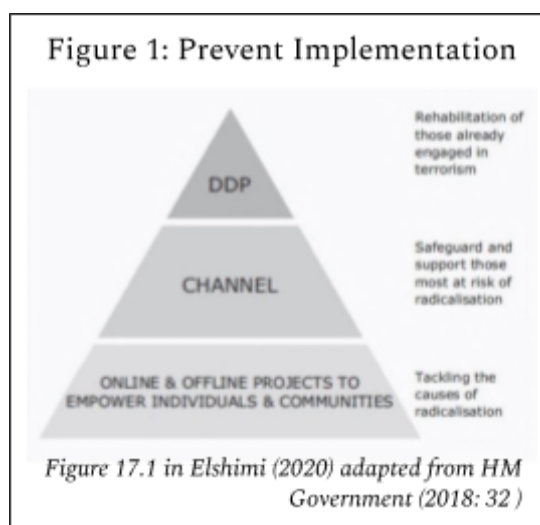 Figure 1: Prevent Implementation
Rehabilitation of
those already
engaged in
terrorism
DDP
Safeguard and
support those
most at risk of
radicalisation
CHANNEL
Tackling the
causes of
radicalisation
ONLINE & OFFLINE PROJECTS TO
EMPOWER INDIVIDUALS & COMMUNITIES
Figure 17.1 in Elshimi (2020) adapted from HM
Government (2018: 32 )